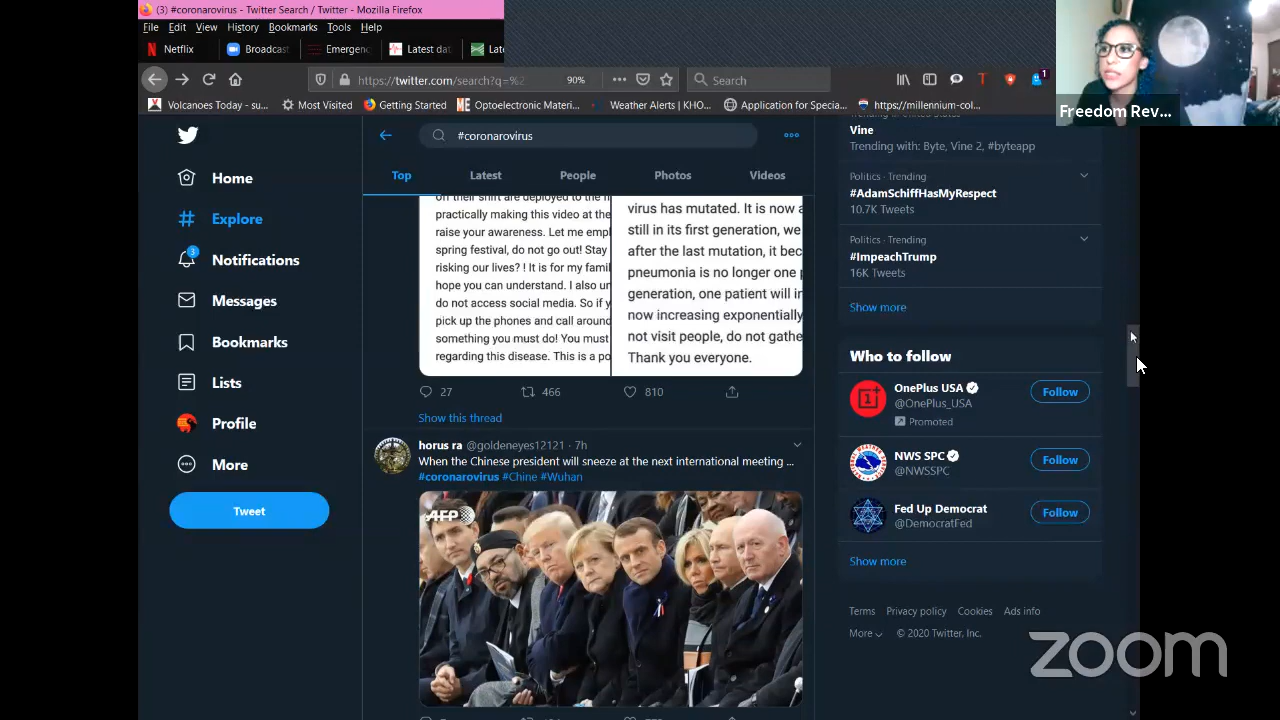 (3) #coronarovirus - Twitter Search / Twitter - Mozilla Firefox
File Edit View History Bookmarks Tools Help
Netflix Broadcast Emergenc Latest dat Late
https://twitter.com/search?q=%2 90% Search
Volcanoes Today - su... Most Visited Getting Started Optoelectronic Materi... Weather Alerts | KHO... Application for Specia... https://millennium-col...
Freedom Rev...
1
#coronarovirus
Top Latest People Photos Videos
Home
Explore
3
Notifications
Messages
Bookmarks
Lists
Profile
More
Tweet
practically making this video at the
raise your awareness. Let me empl
spring festival, do not go out! Stay
risking our lives? ! It is for my famil
hope you can understand. I also ur
do not access social media. So if y
pick up the phones and call around
something you must do! You must
regarding this disease. This is a po
virus has mutated. It is now a
still in its first generation, we
after the last mutation, it bec
pneumonia is no longer one p
generation, one patient will in
now increasing exponentially
not visit people, do not gathe
Thank you everyone.
27 466 810
Show this thread
horus ra @goldeneyes12121 · 7h
When the Chinese president will sneeze at the next international meeting ...
#coronarovirus #Chine #Wuhan
AFP
Vine
Trending with: Byte, Vine 2, #byteapp
Politics · Trending
#AdamSchiffHasMyRespect
10.7K Tweets
Politics · Trending
#ImpeachTrump
16K Tweets
Show more
Who to follow
OnePlus USA
@OnePlus_USA
Promoted
Follow
NWS SPC
@NWSSPC
Follow
Fed Up Democrat
@DemocratFed
Follow
Show more
Terms Privacy policy Cookies Ads info
More © 2020 Twitter, Inc.
zoom